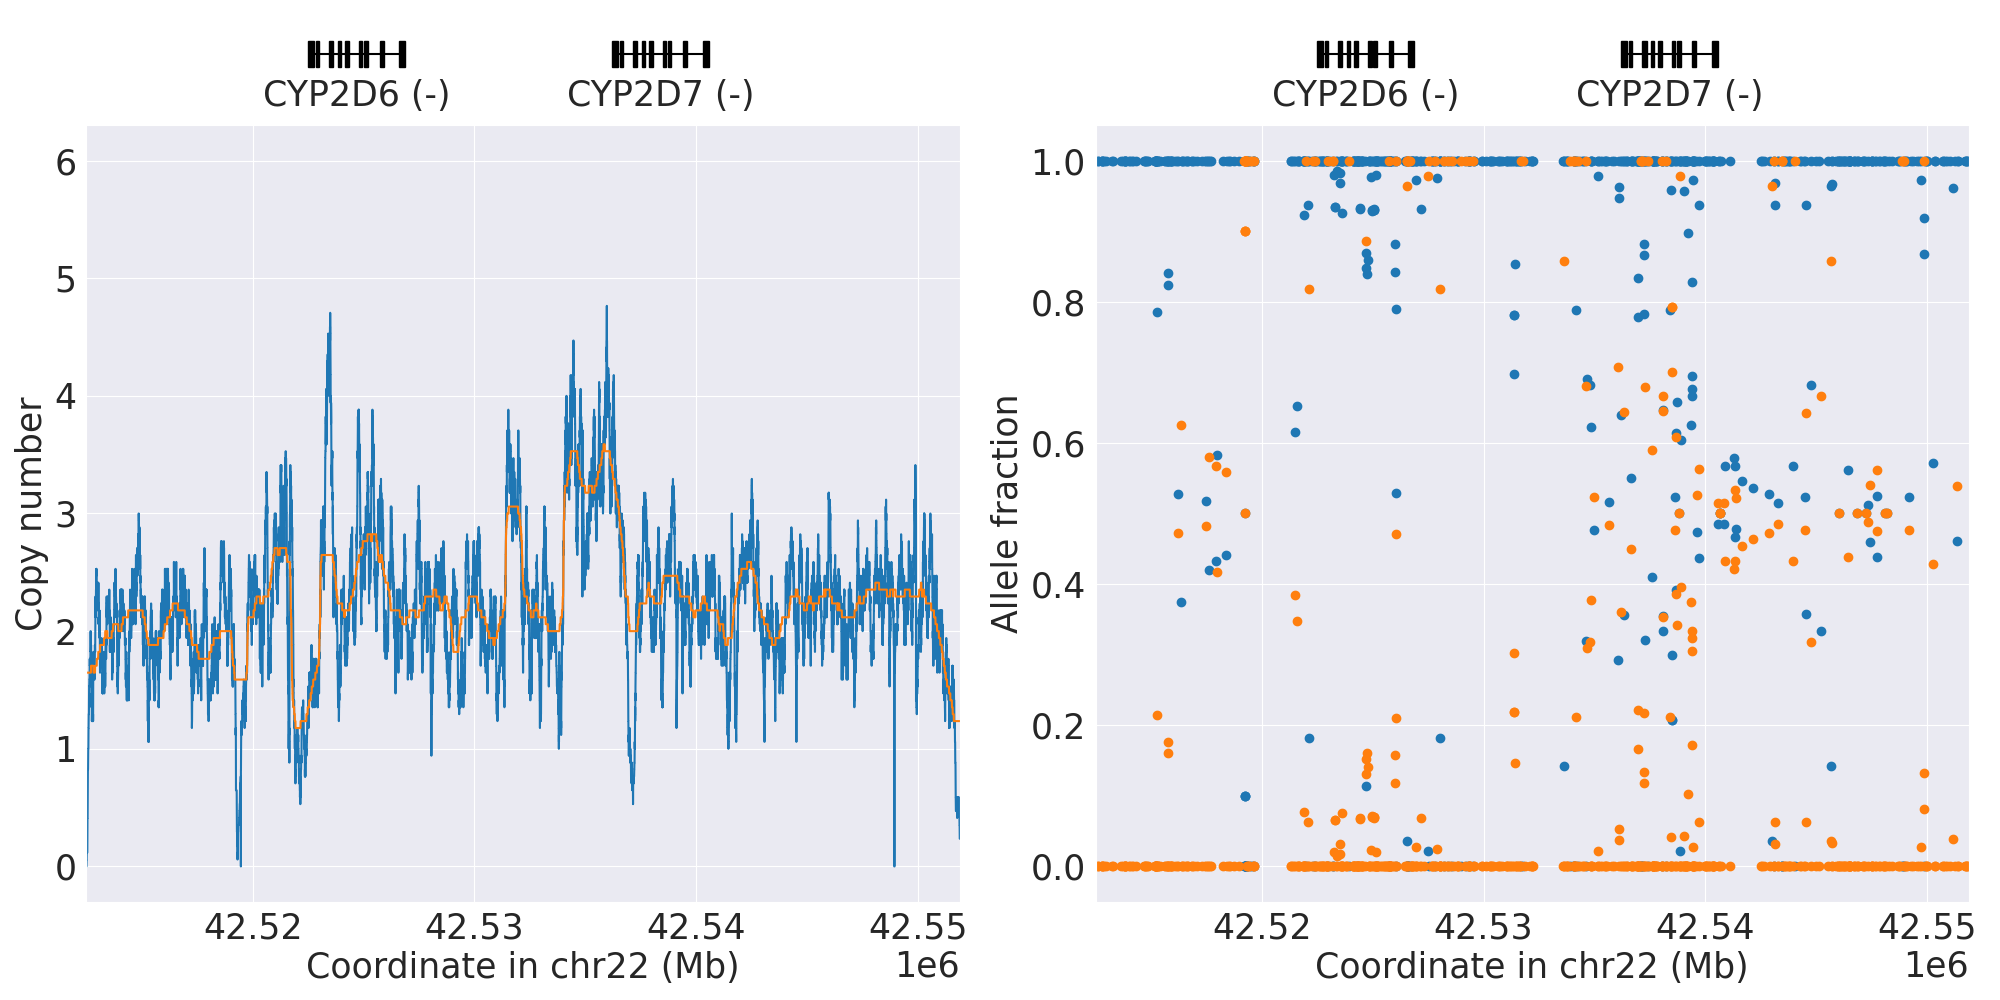 CYP2D6 (-)
CYP2D7 (-)
6
5
4
3
2
1
0
Copy number
42.52
42.53
42.54
42.55
Coordinate in chr22 (Mb)
1e6
CYP2D6 (-)
CYP2D7 (-)
1.0
0.8
0.6
0.4
0.2
0.0
Allele fraction
42.52
42.53
42.54
42.55
Coordinate in chr22 (Mb)
1e6